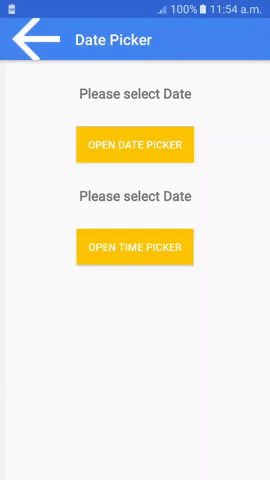 100% 11:54 a.m.
Date Picker
Please select Date
OPEN DATE PICKER
Please select Date
OPEN TIME PICKER